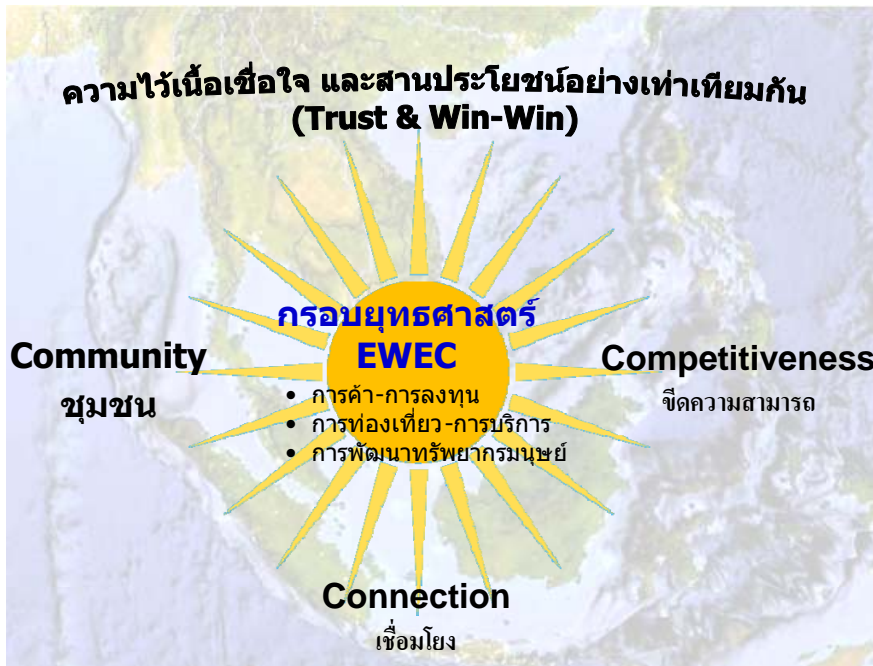 ความไว้เนื้อเชื่อใจ และสานประโยชน์อย่างเท่าเทียมกัน
(Trust & Win-Win)
กรอบยุทธศาสตร์
EWEC
• การค้า-การลงทุน
• การท่องเที่ยว-การบริการ
• การพัฒนาทรัพยากรมนุษย์
Community
ชุมชน
Competitiveness
ขีดความสามารถ
Connection
เชื่อมโยง